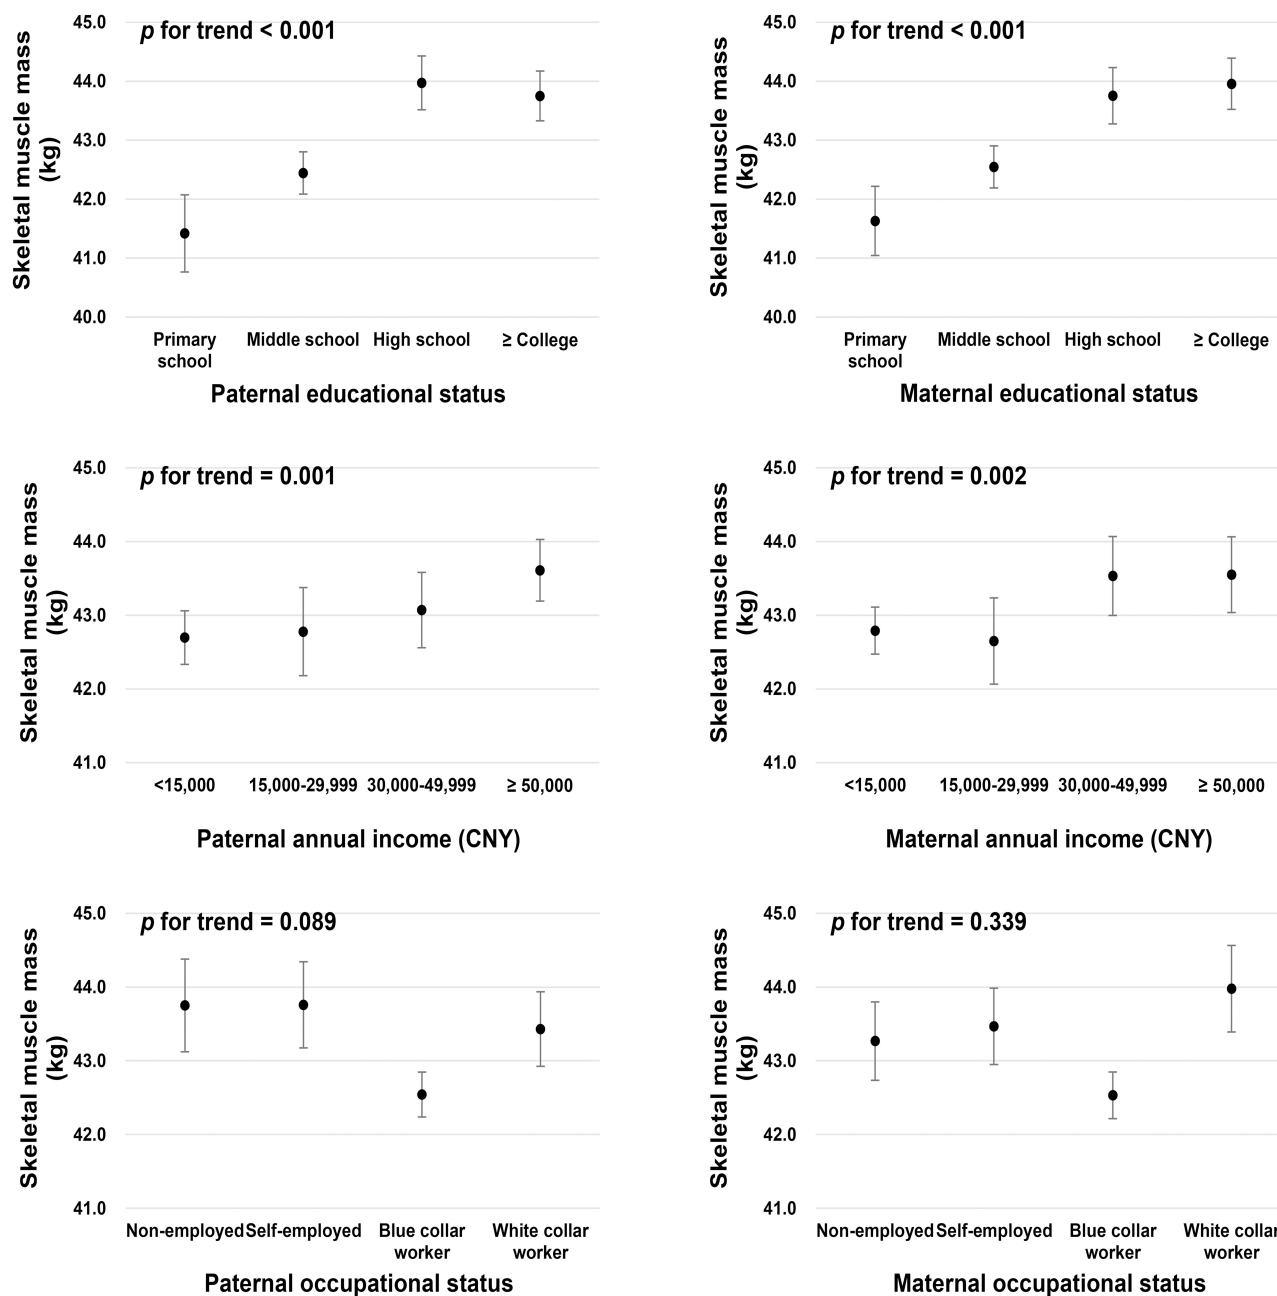 p for trend < 0.001
Skeletal muscle mass
(kg)
45.0
44.0
43.0
42.0
41.0
40.0
Primary
school
Middle school
High school
≥ College
Paternal educational status
p for trend < 0.001
Skeletal muscle mass
(kg)
45.0
44.0
43.0
42.0
41.0
40.0
Primary
school
Middle school
High school
≥ College
Maternal educational status
p for trend = 0.001
Skeletal muscle mass
(kg)
45.0
44.0
43.0
42.0
41.0
<15,000
15,000-29,999
30,000-49,999
≥ 50,000
Paternal annual income (CNY)
p for trend = 0.002
Skeletal muscle mass
(kg)
45.0
44.0
43.0
42.0
41.0
<15,000
15,000-29,999
30,000-49,999
≥ 50,000
Maternal annual income (CNY)
p for trend = 0.089
Skeletal muscle mass
(kg)
45.0
44.0
43.0
42.0
41.0
Non-employed
Self-employed
Blue collar
worker
White collar
worker
Paternal occupational status
p for trend = 0.339
Skeletal muscle mass
(kg)
45.0
44.0
43.0
42.0
41.0
Non-employed
Self-employed
Blue collar
worker
White collar
worker
Maternal occupational status